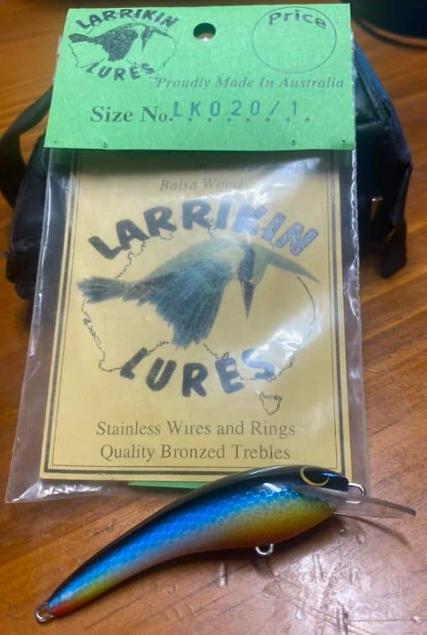 LARRIKIN
LURES
Price
Proudly Made In Australia
Size No. LK020/1
Balsa Wood
LARRIKIN
LURES
Stainless Wires and Rings
Quality Bronzed Trebles